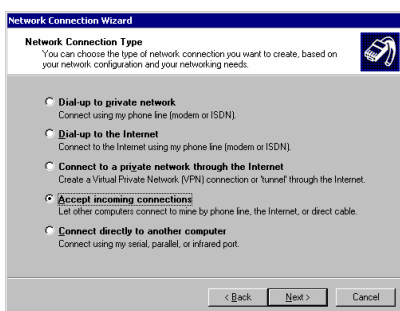 Network Connection Wizard
Network Connection Type
You can choose the type of network connection you want to create, based on
your network configuration and your networking needs.
Dial-up to private network
Connect using my phone line (modem or ISDN).
Dial-up to the Internet
Connect to the Internet using my phone line (modem or ISDN).
Connect to a private network through the Internet
Create a Virtual Private Network (VPN) connection or 'tunnel' through the Internet.
Accept incoming connections
Let other computers connect to mine by phone line, the Internet, or direct cable.
Connect directly to another computer
Connect using my serial, parallel, or infrared port.
< Back Next > Cancel